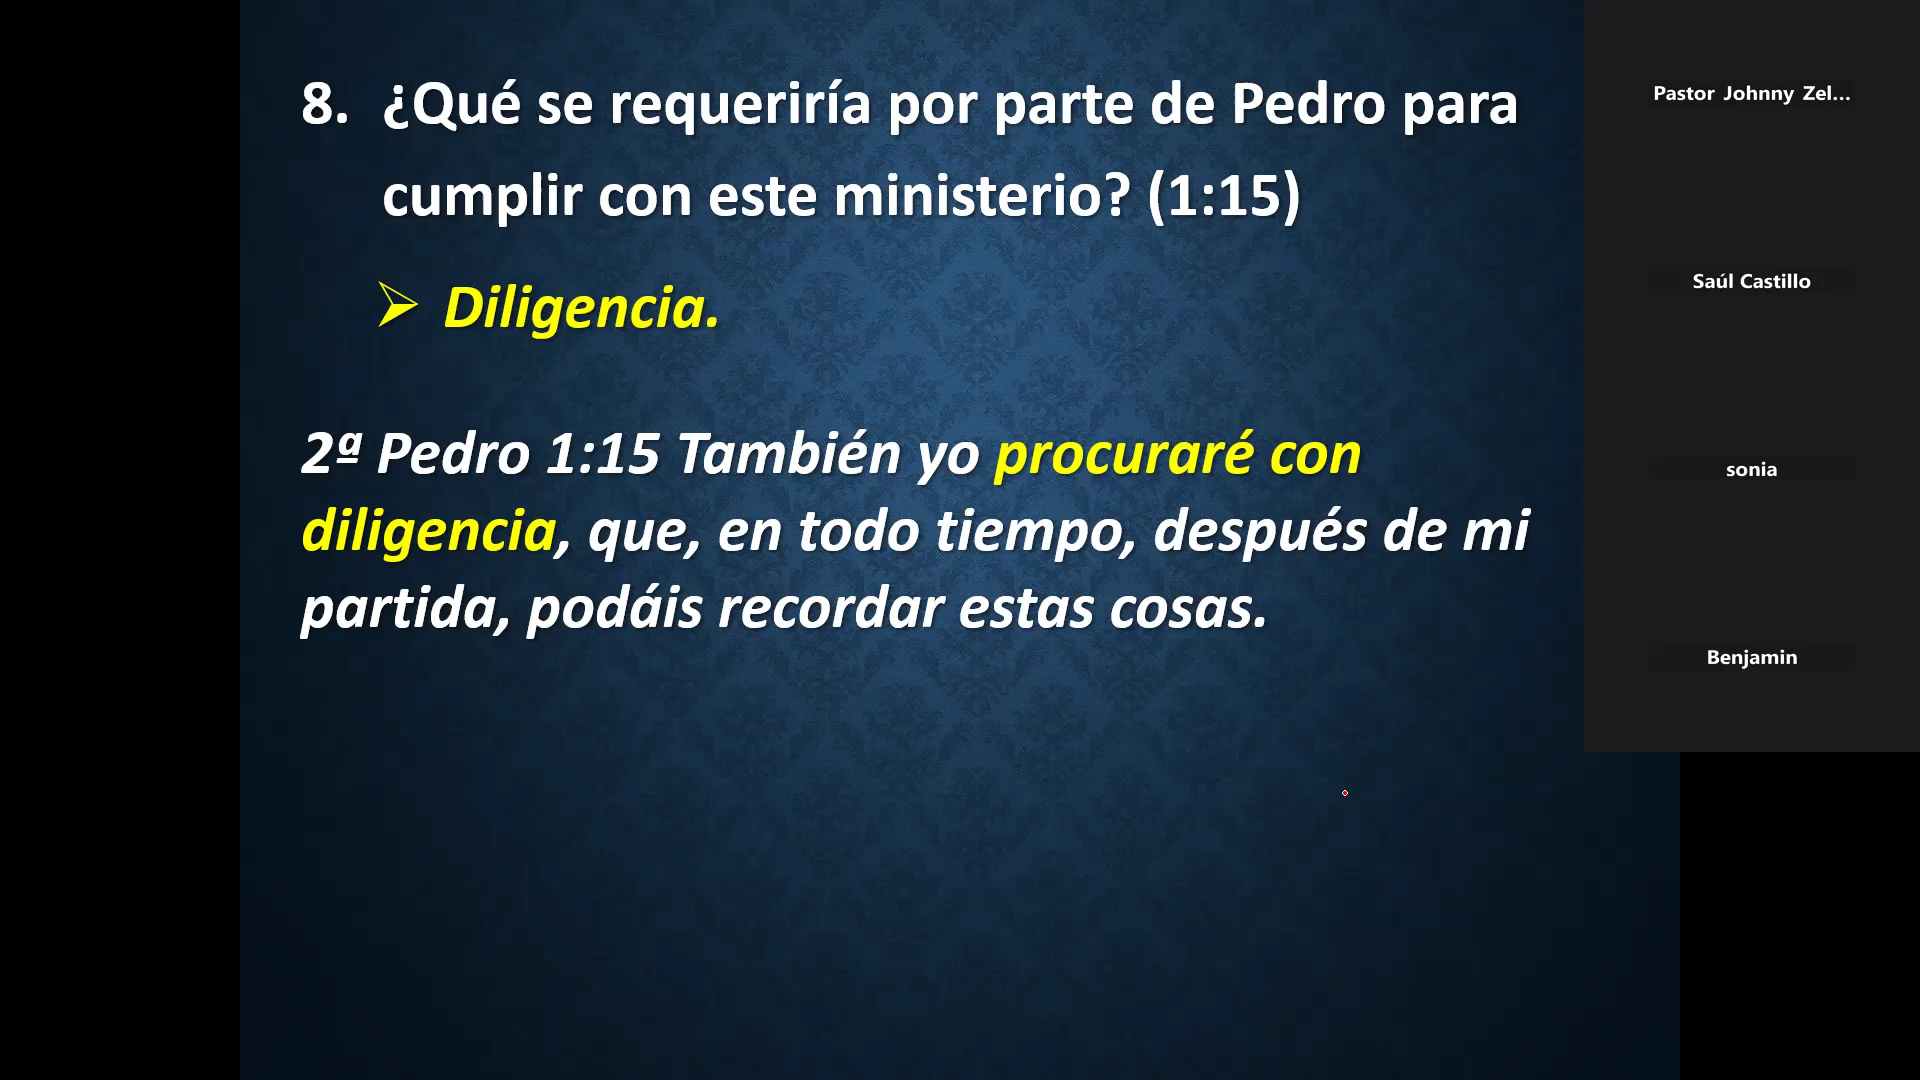 8. ¿Qué se requeriría por parte de Pedro para
cumplir con este ministerio? (1:15)
➢ Diligencia.
2ª Pedro 1:15 También yo procuraré con
diligencia, que, en todo tiempo, después de mi
partida, podáis recordar estas cosas.
Pastor Johnny Zel...
Saúl Castillo
sonia
Benjamin